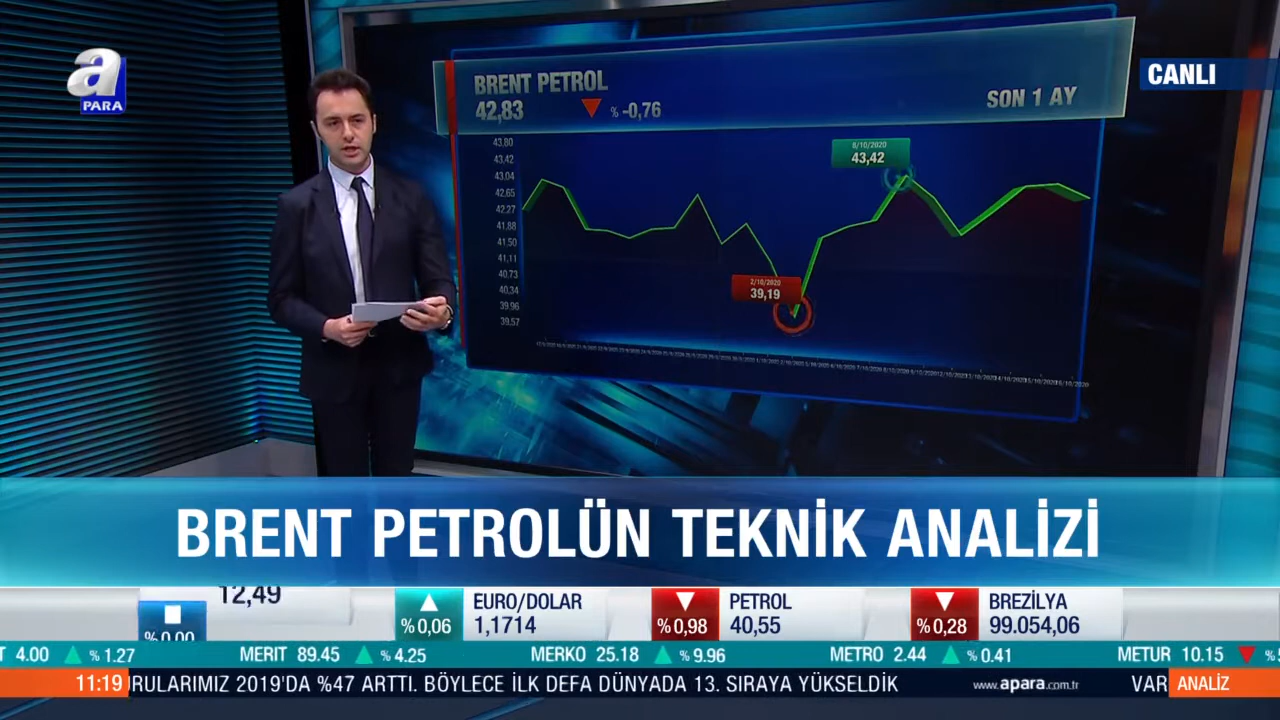 a
PARA
CANLI
BRENT PETROL
42,83 % -0,76
SON 1 AY
43,80
43,42
43,04
42,65
42,27
41,88
41,50
41,11
40,73
40,34
39,96
39,57
8/10/2020
43,42
2/10/2020
39,19
BRENT PETROLÜN TEKNİK ANALİZİ
12,49
%0,00
%0,06
EURO/DOLAR
1,1714
%0,98
PETROL
40,55
%0,28
BREZİLYA
99.054,06
T 4.00 % 1.27 MERIT 89.45 % 4.25 MERKO 25.18 % 9.96 METRO 2.44 % 0.41 METUR 10.15 %
11:19 RULARIMIZ 2019'DA %47 ARTTI. BÖYLECE İLK DEFA DÜNYADA 13. SIRAYA YÜKSELDİK www.apara.com.tr VAR ANALİZ